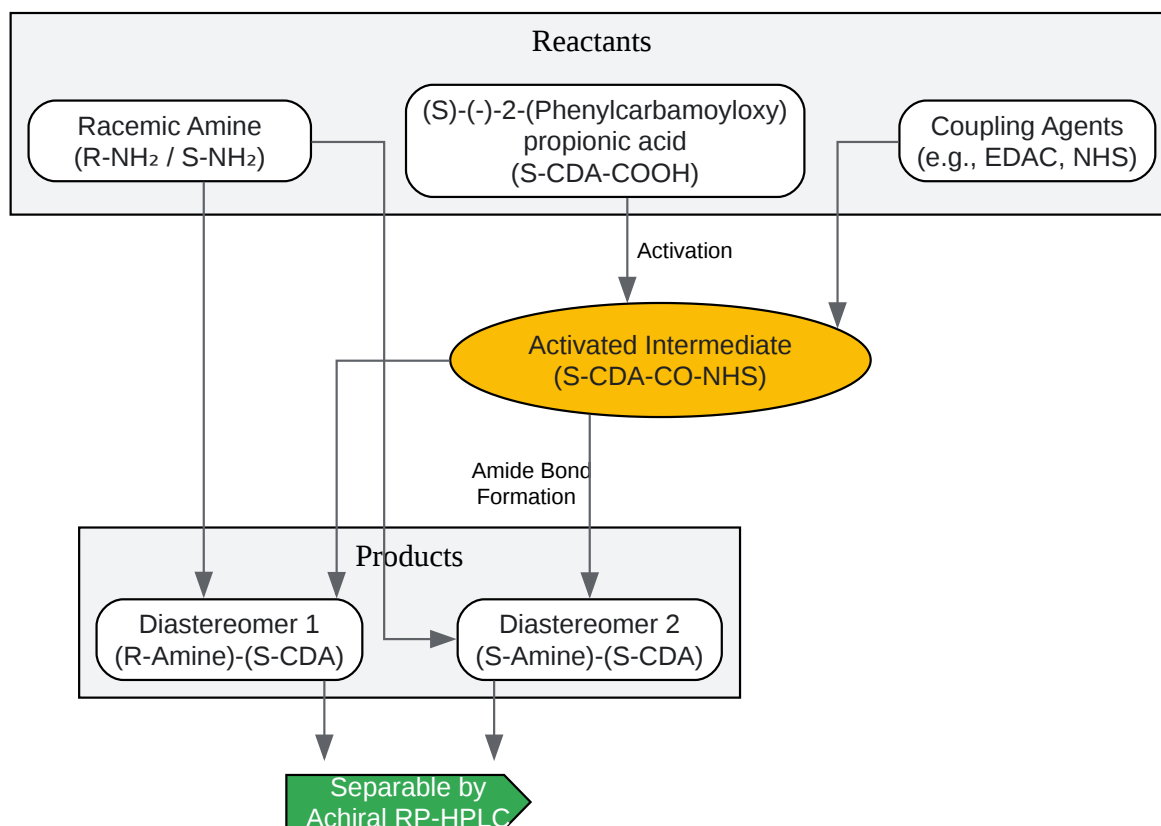 Reactants
Racemic Amine
(R-NH₂ / S-NH₂)
(S)-(-)-2-(Phenylcarbamoyloxy)
propionic acid
(S-CDA-COOH)
Coupling Agents
(e.g., EDAC, NHS)
Activation
Activated Intermediate
(S-CDA-CO-NHS)
Amide Bond
Formation
Products
Diastereomer 1
(R-Amine)-(S-CDA)
Diastereomer 2
(S-Amine)-(S-CDA)
Separable by
Achiral RP-HPLC